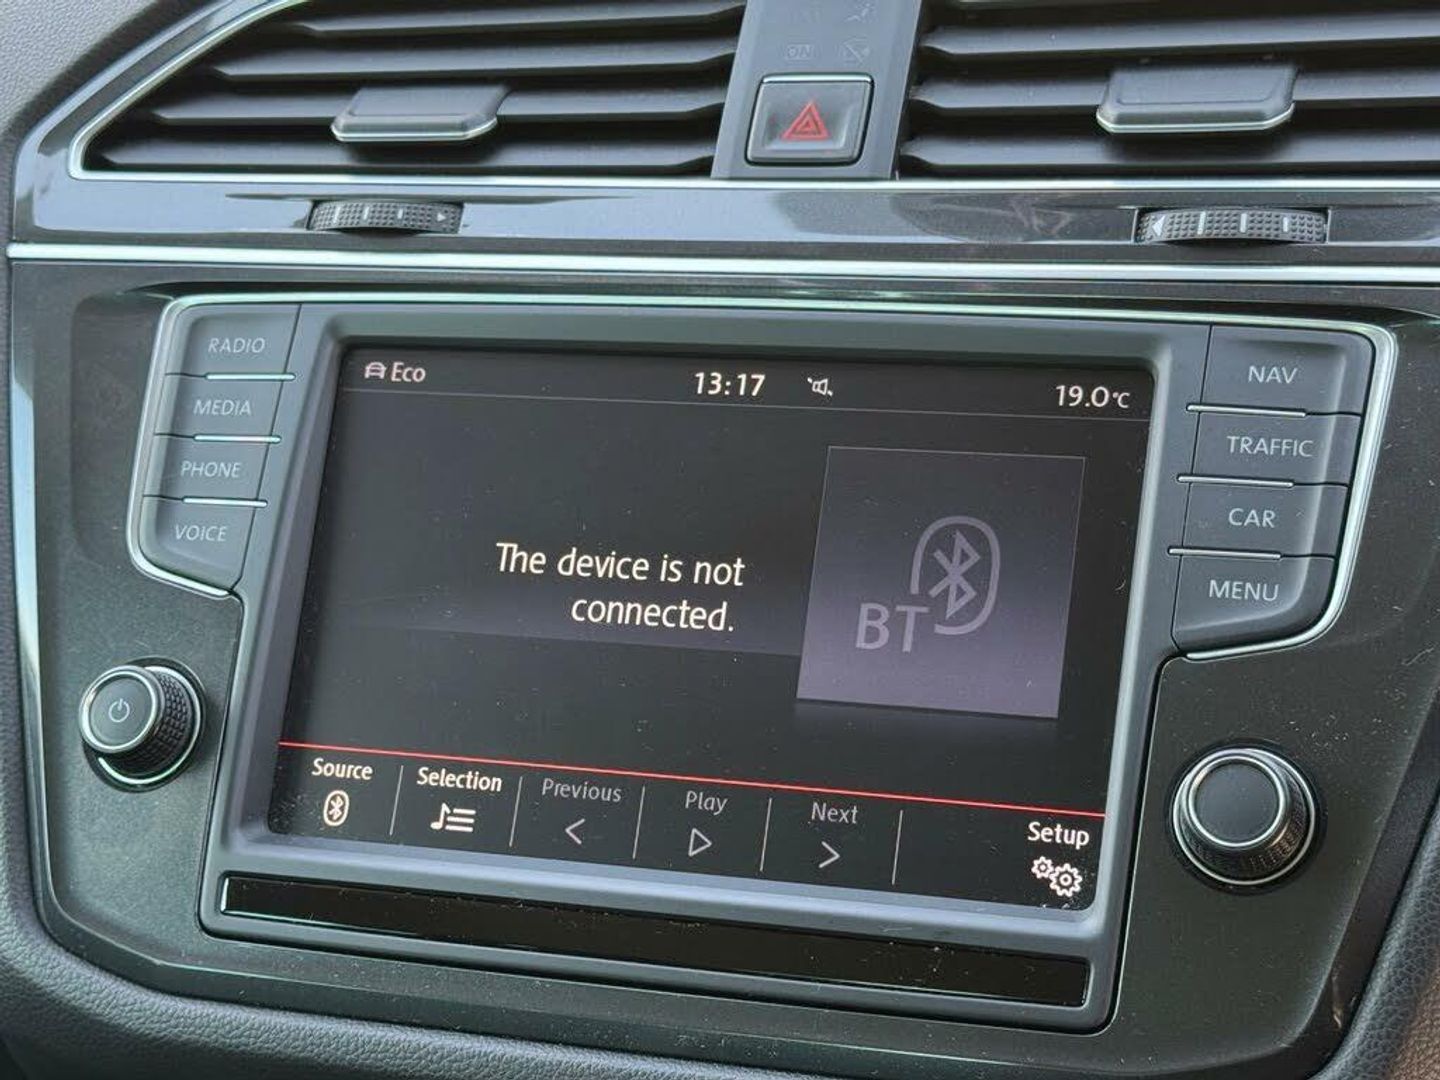 RADIO
MEDIA
PHONE
VOICE
Eco
13:17
19.0°C
The device is not
connected.
BT
Source
Selection
Previous
Play
Next
Setup
NAV
TRAFFIC
CAR
MENU